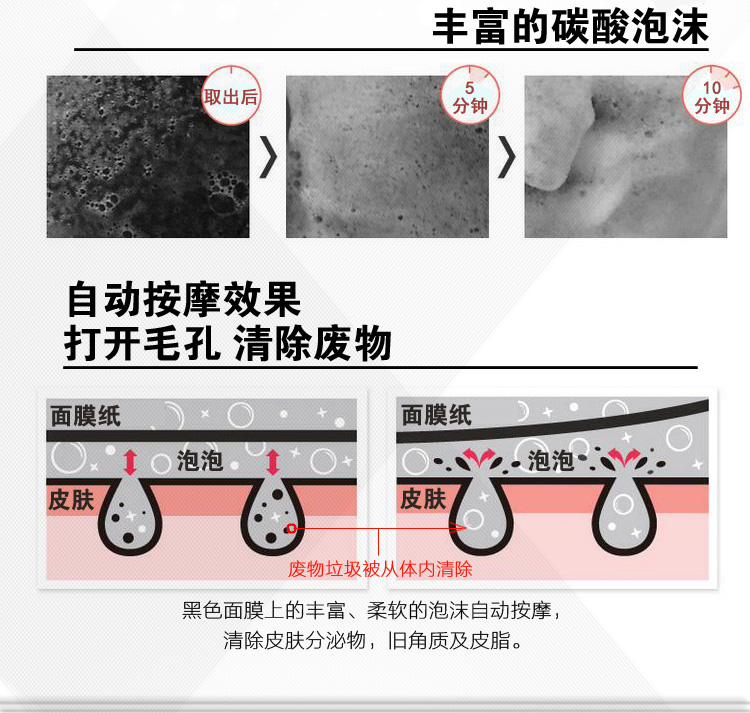 丰富的碳酸泡沫
取出后
5
分钟
10
分钟
自动按摩效果
打开毛孔 清除废物
面膜纸
泡泡
皮肤
面膜纸
泡泡
皮肤
废物垃圾被从体内清除
黑色面膜上的丰富、柔软的泡沫自动按摩，
清除皮肤分泌物，旧角质及皮脂。